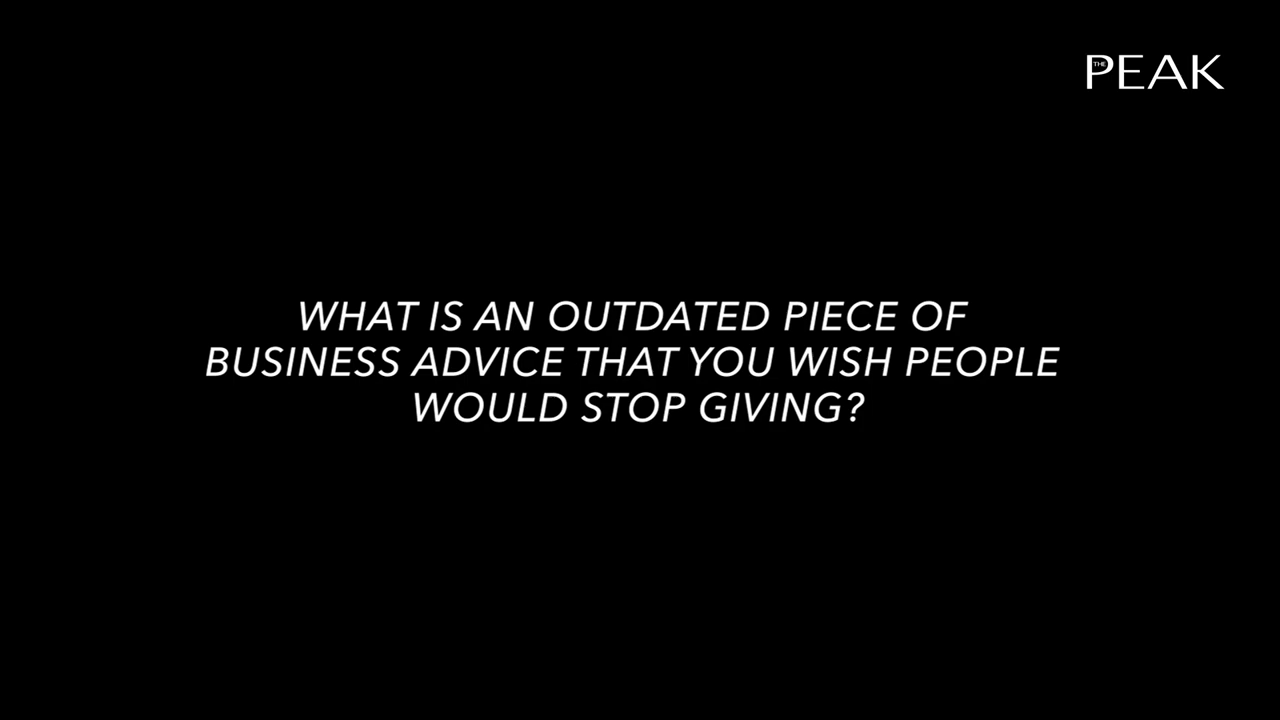 THE PEAK
WHAT IS AN OUTDATED PIECE OF
BUSINESS ADVICE THAT YOU WISH PEOPLE
WOULD STOP GIVING?